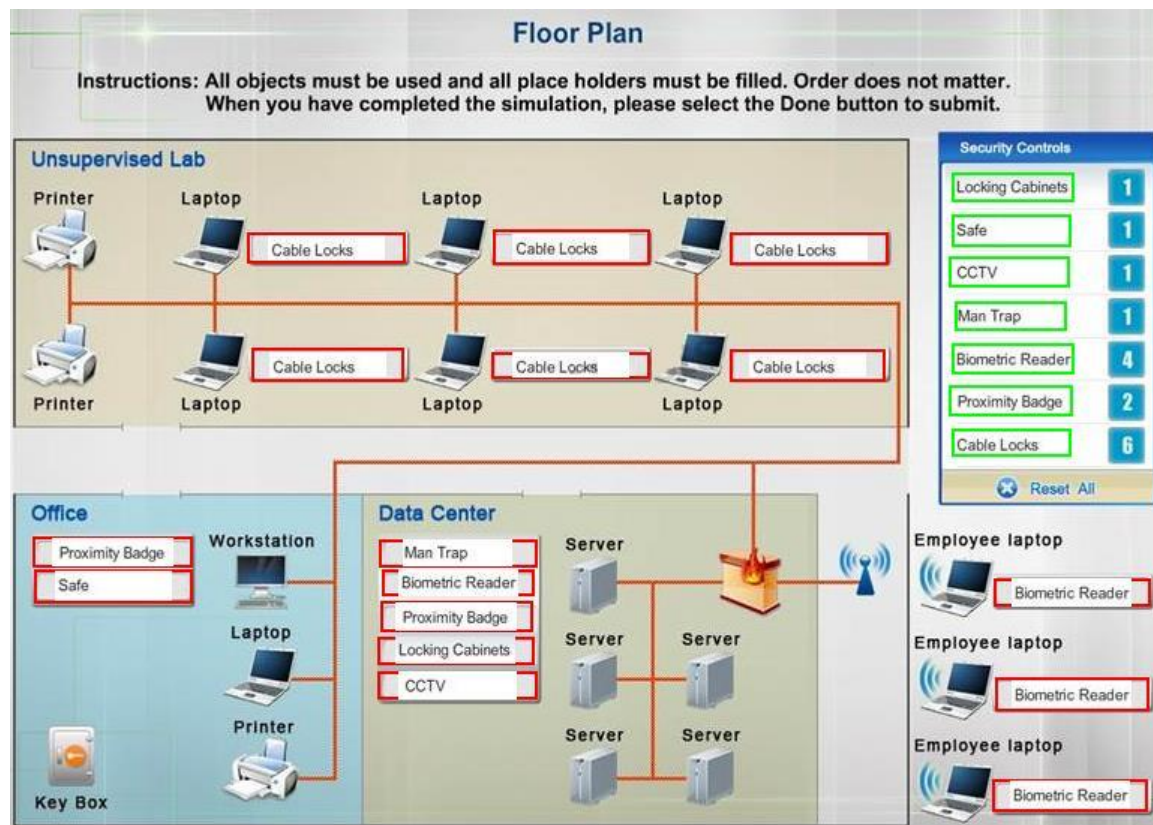 Floor Plan
Instructions: All objects must be used and all place holders must be filled. Order does not matter.
When you have completed the simulation, please select the Done button to submit.
Unsupervised Lab
Printer
Laptop
Laptop
Laptop
Cable Locks
Cable Locks
Cable Locks
Cable Locks
Cable Locks
Cable Locks
Printer
Laptop
Laptop
Laptop
Security Controls
Locking Cabinets 1
Safe 1
CCTV 1
Man Trap 1
Biometric Reader 4
Proximity Badge 2
Cable Locks 6
Reset All
Office
Proximity Badge
Safe
Workstation
Laptop
Printer
Key Box
Data Center
Man Trap
Biometric Reader
Proximity Badge
Locking Cabinets
CCTV
Server
Server
Server
Server
Server
Employee laptop
Biometric Reader
Employee laptop
Biometric Reader
Employee laptop
Biometric Reader